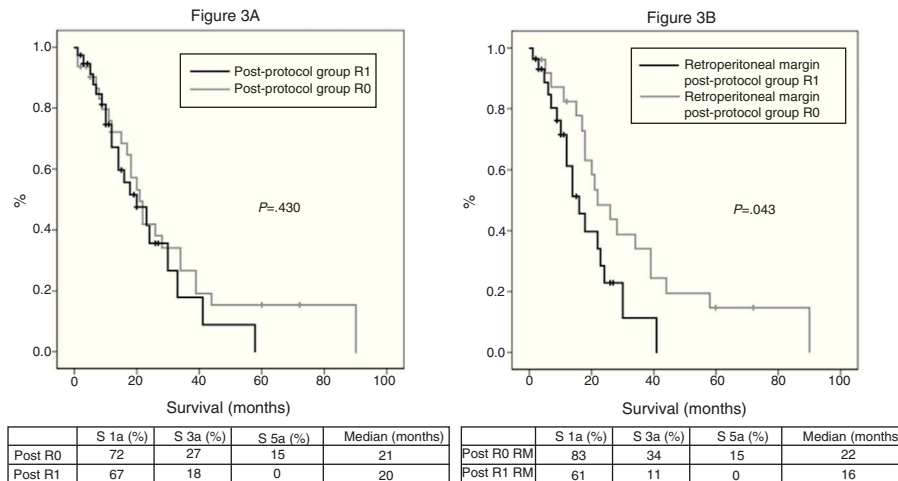 Figure 3A
1.0
0.8
0.6
0.4
0.2
0.0
%
Post-protocol group R1
Post-protocol group R0
P=.430
0 20 40 60 80 100
Survival (months)
S 1a (%) S 3a (%) S 5a (%) Median (months)
Post R0 72 27 15 21
Post R1 67 18 0 20
Figure 3B
1.0
0.8
0.6
0.4
0.2
0.0
%
Retroperitoneal margin
post-protocol group R1
Retroperitoneal margin
post-protocol group R0
P=.043
0 20 40 60 80 100
Survival (months)
S 1a (%) S 3a (%) S 5a (%) Median (months)
Post R0 RM 83 34 15 22
Post R1 RM 61 11 0 16